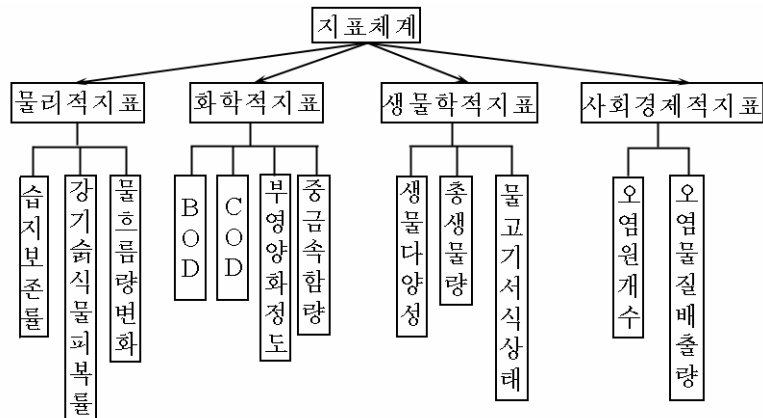 지표체계
물리적지표
화학적지표
생물학적지표
사회경제적지표
습지보존률
강기슭식물피복률
물흐름량변화
BOD
COD
부영양화정도
중금속함량
생물다양성
총생물량
물고기서식상태
오염원개수
오염물질배출량